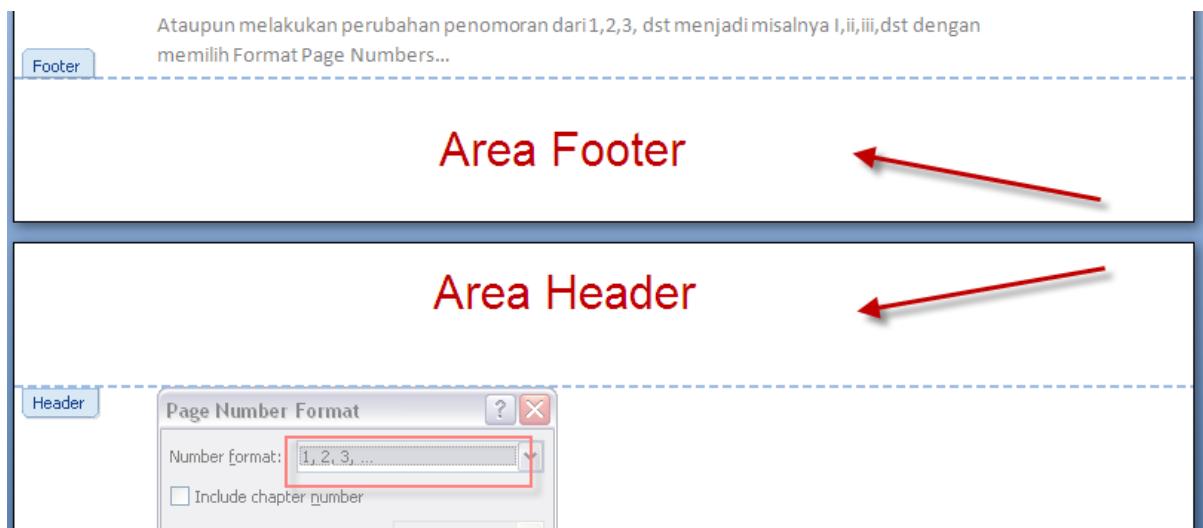 Ataupun melakukan perubahan penomoran dari 1,2,3, dst menjadi misalnya I,ii,iii,dst dengan
memilih Format Page Numbers...
Footer
Area Footer
Area Header
Header
Page Number Format
Number format: 1, 2, 3, ...
Include chapter number